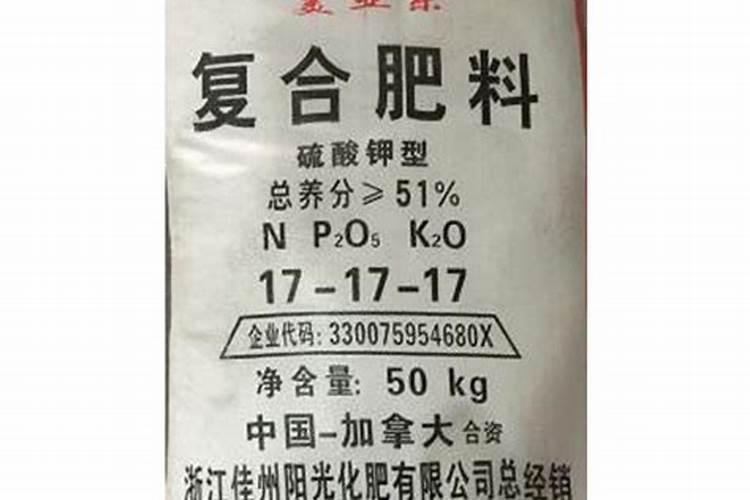 复合肥料
硫酸钾型
总养分≥51%
N P₂O₅ K₂O
17-17-17
企业代码: 330075954680X
净含量: 50 kg
中国-加拿大 合资
浙江佳州阳光化肥有限公司总经销